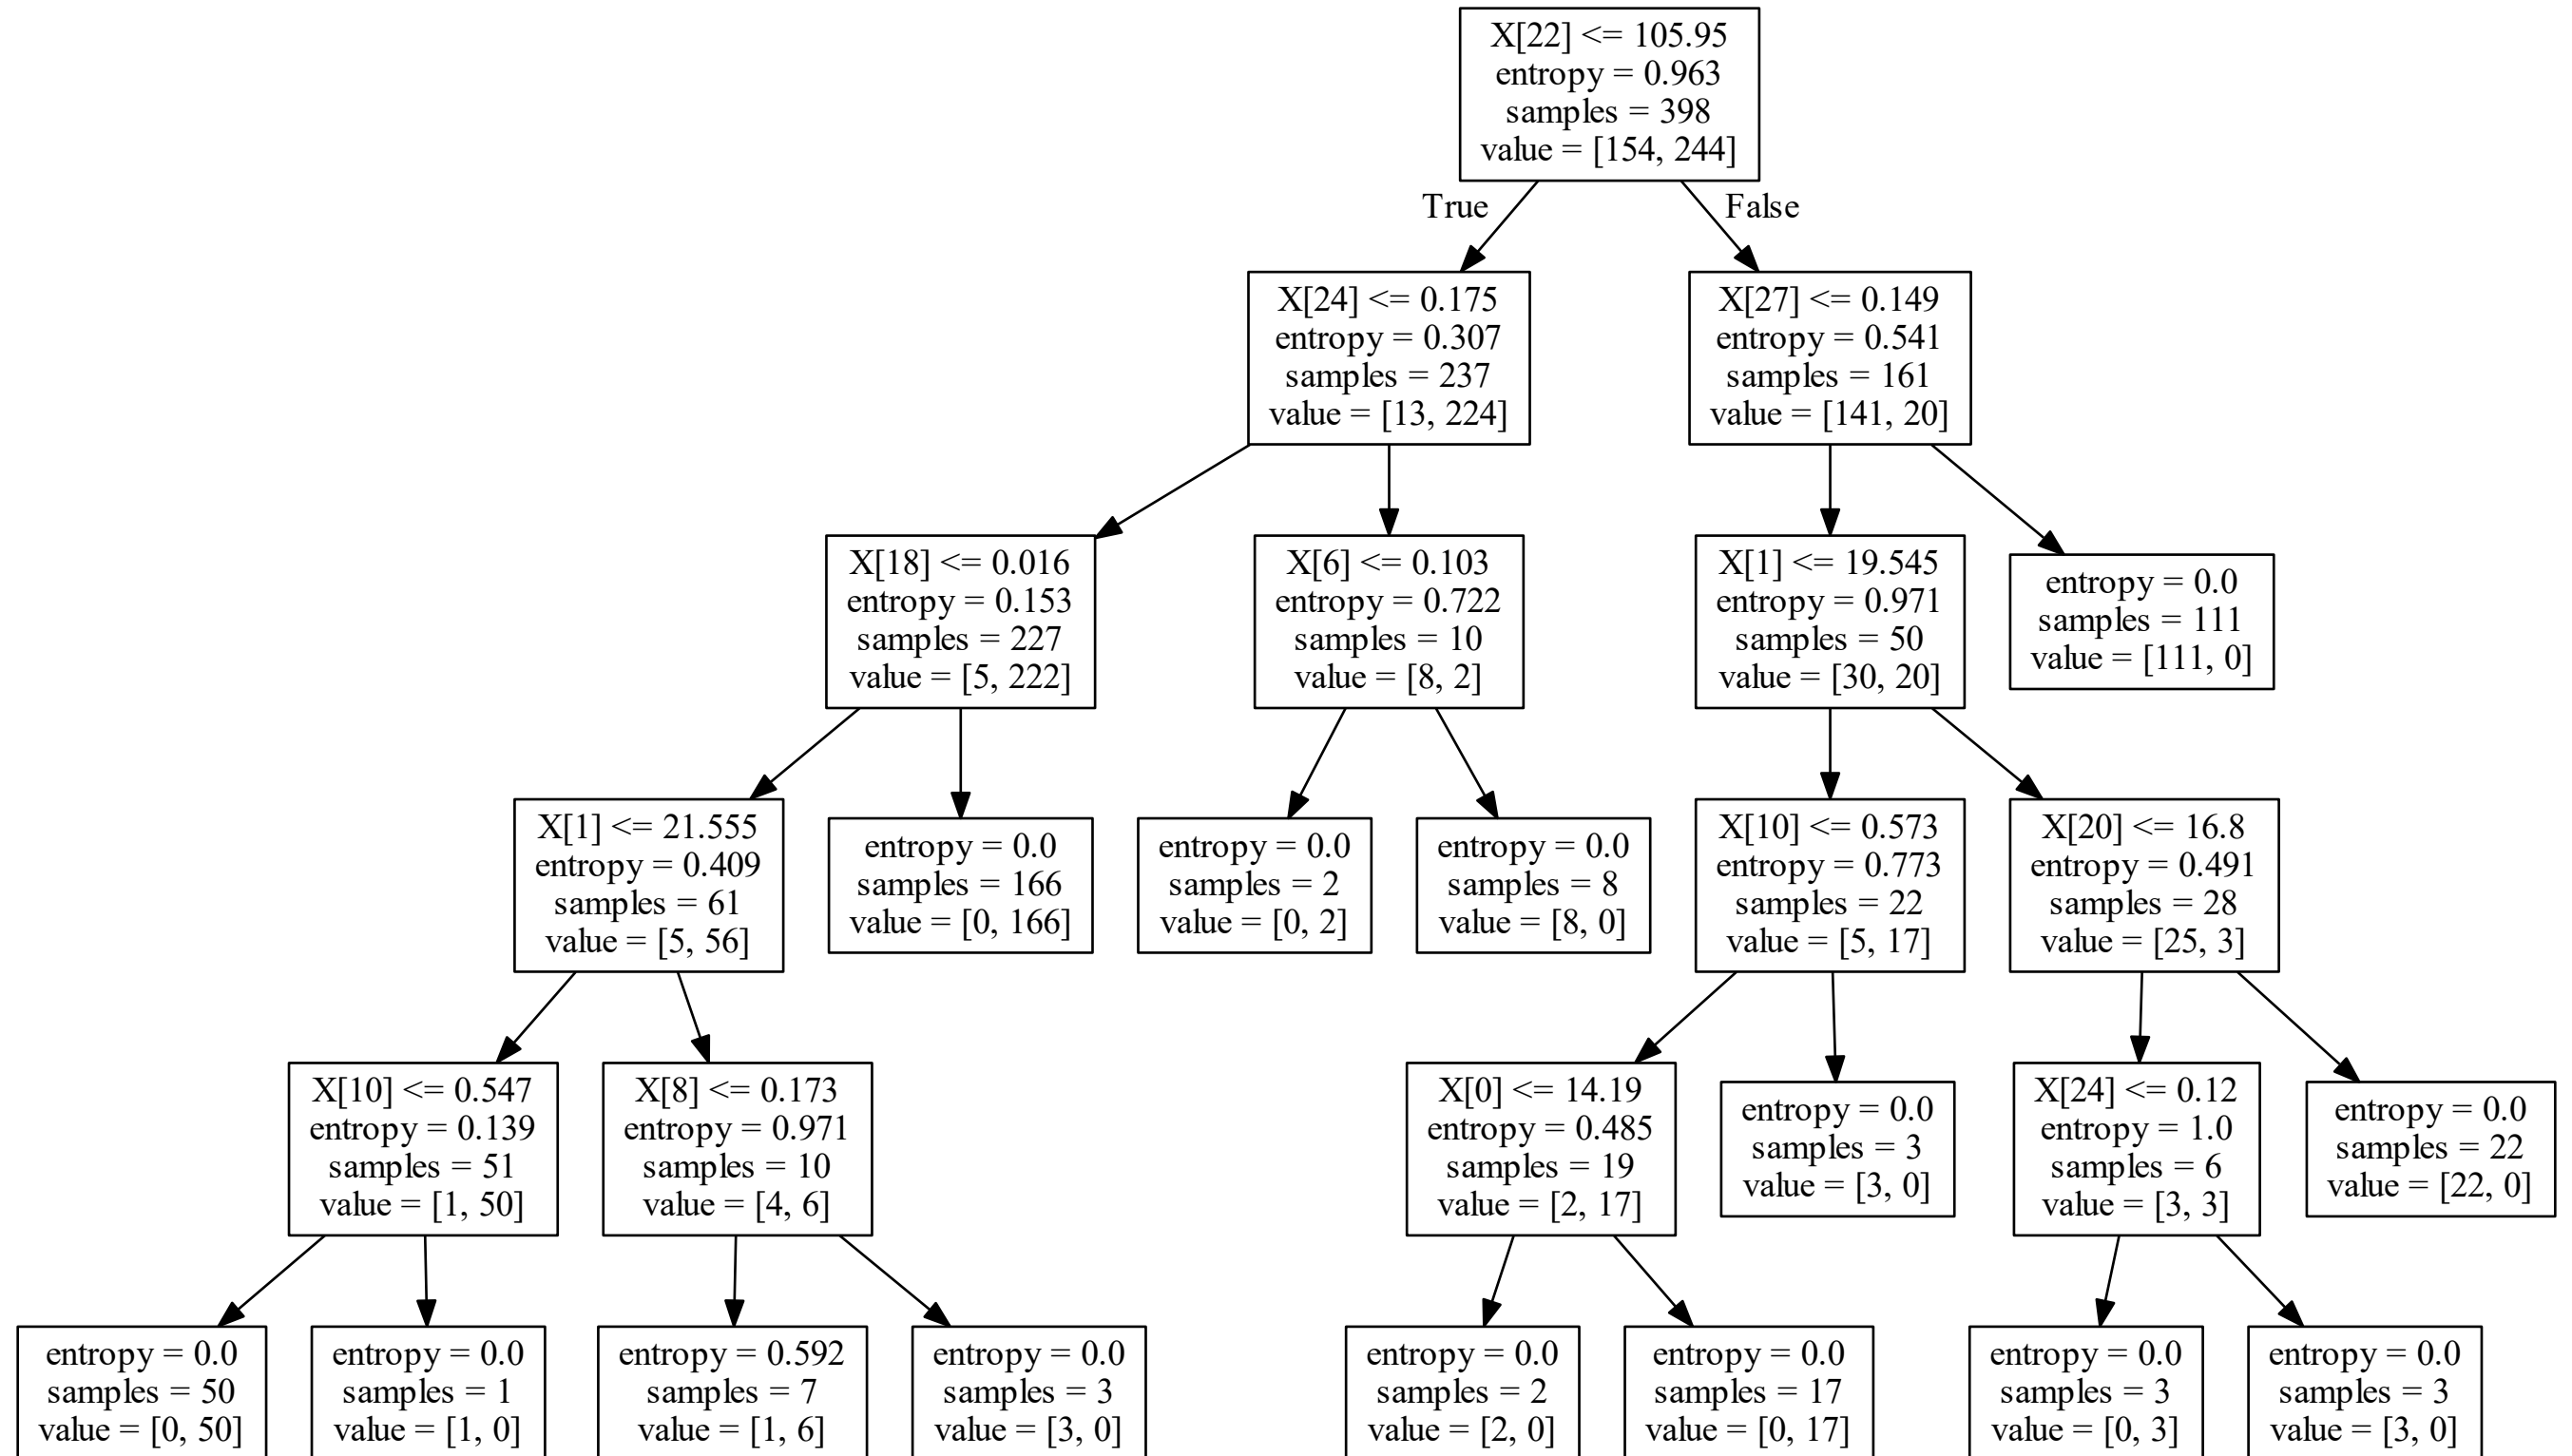 X[22] <= 105.95
entropy = 0.963
samples = 398
value = [154, 244]
True
False
X[24] <= 0.175
entropy = 0.307
samples = 237
value = [13, 224]
X[27] <= 0.149
entropy = 0.541
samples = 161
value = [141, 20]
X[18] <= 0.016
entropy = 0.153
samples = 227
value = [5, 222]
X[6] <= 0.103
entropy = 0.722
samples = 10
value = [8, 2]
X[1] <= 19.545
entropy = 0.971
samples = 50
value = [30, 20]
entropy = 0.0
samples = 111
value = [111, 0]
X[1] <= 21.555
entropy = 0.409
samples = 61
value = [5, 56]
entropy = 0.0
samples = 166
value = [0, 166]
entropy = 0.0
samples = 2
value = [0, 2]
entropy = 0.0
samples = 8
value = [8, 0]
X[10] <= 0.573
entropy = 0.773
samples = 22
value = [5, 17]
X[20] <= 16.8
entropy = 0.491
samples = 28
value = [25, 3]
X[10] <= 0.547
entropy = 0.139
samples = 51
value = [1, 50]
X[8] <= 0.173
entropy = 0.971
samples = 10
value = [4, 6]
X[0] <= 14.19
entropy = 0.485
samples = 19
value = [2, 17]
entropy = 0.0
samples = 3
value = [3, 0]
X[24] <= 0.12
entropy = 1.0
samples = 6
value = [3, 3]
entropy = 0.0
samples = 22
value = [22, 0]
entropy = 0.0
samples = 50
value = [0, 50]
entropy = 0.0
samples = 1
value = [1, 0]
entropy = 0.592
samples = 7
value = [1, 6]
entropy = 0.0
samples = 3
value = [3, 0]
entropy = 0.0
samples = 2
value = [2, 0]
entropy = 0.0
samples = 17
value = [0, 17]
entropy = 0.0
samples = 3
value = [0, 3]
entropy = 0.0
samples = 3
value = [3, 0]